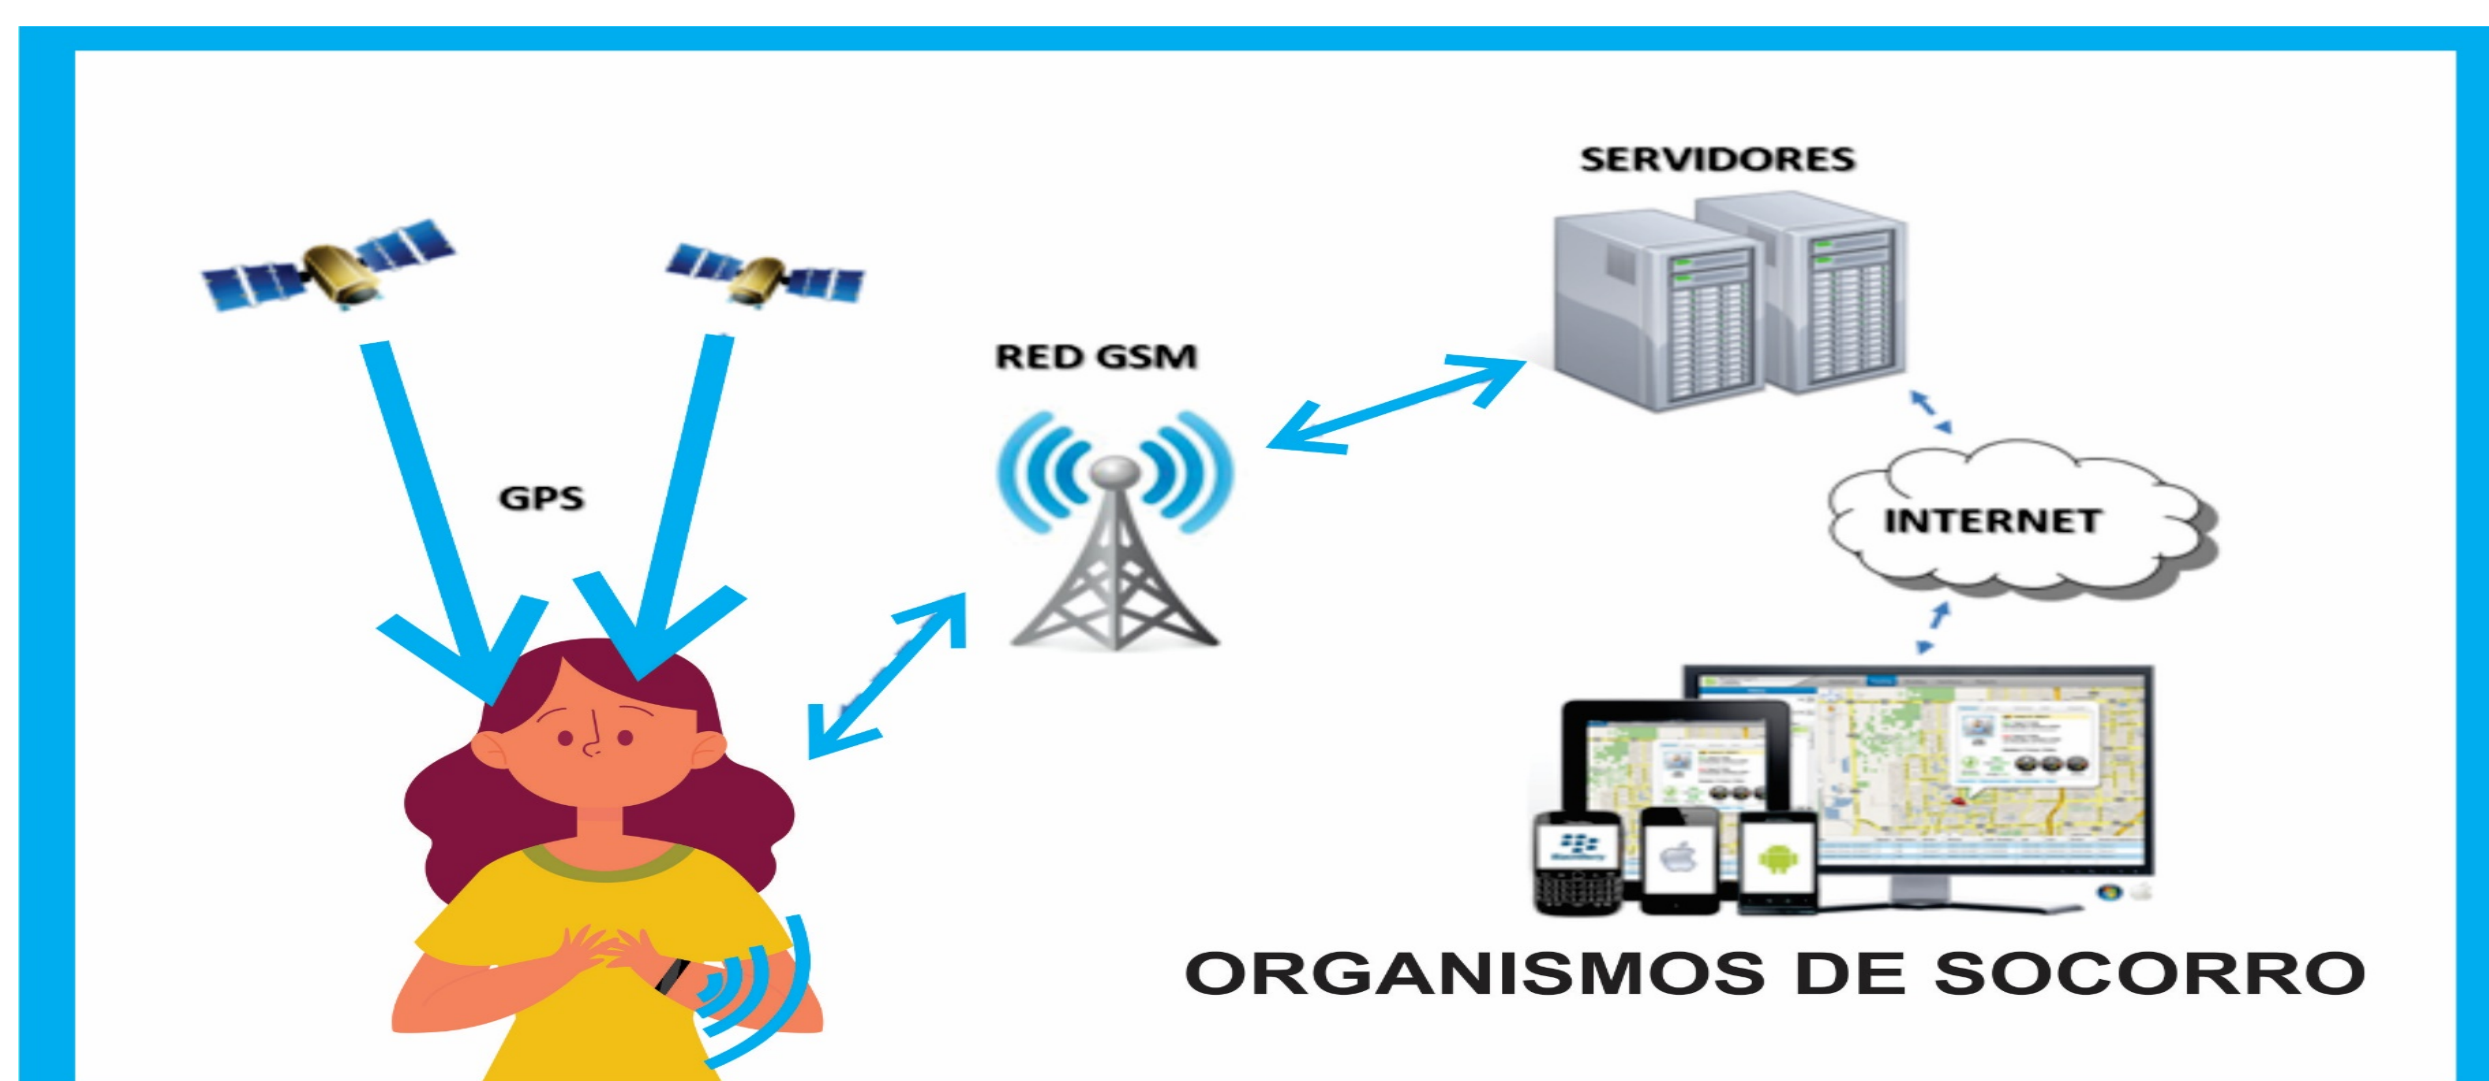 SERVIDORES
RED GSM
GPS
INTERNET
ORGANISMOS DE SOCORRO